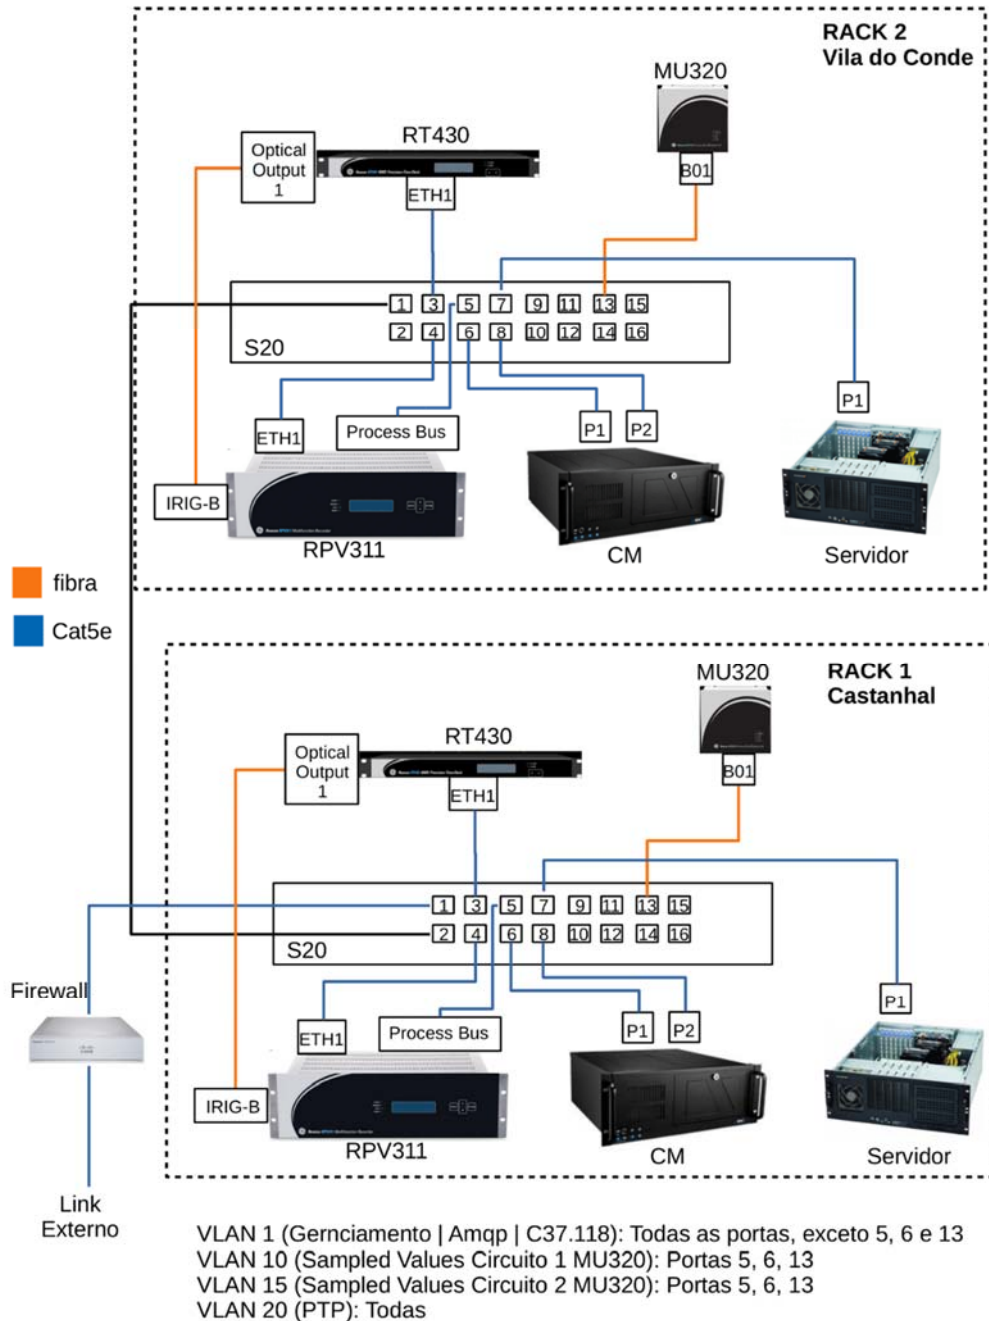 RACK 2
Vila do Conde
MU320
B01
RT430
Optical
Output
1
ETH1
1 3 5 7 9 11 13 15
2 4 6 8 10 12 14 16
S20
ETH1
Process Bus
P1
P2
P1
IRIG-B
RPV311
CM
Servidor
fibra
Cat5e
RACK 1
Castanhal
MU320
B01
RT430
Optical
Output
1
ETH1
1 3 5 7 9 11 13 15
2 4 6 8 10 12 14 16
S20
Firewall
ETH1
Process Bus
P1
P2
P1
IRIG-B
RPV311
CM
Servidor
Link
Externo
VLAN 1 (Gernciamento | Amqp | C37.118): Todas as portas, exceto 5, 6 e 13
VLAN 10 (Sampled Values Circuito 1 MU320): Portas 5, 6, 13
VLAN 15 (Sampled Values Circuito 2 MU320): Portas 5, 6, 13
VLAN 20 (PTP): Todas